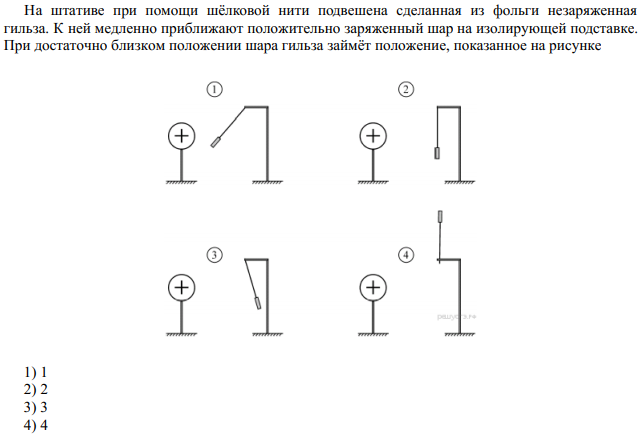 На штативе при помощи шёлковой нити подвешена сделанная из фольги незаряженная
гильза. К ней медленно приближают положительно заряженный шар на изолирующей подставке.
При достаточно близком положении шара гильза займёт положение, показанное на рисунке
1 2
+ +
3 4
+ +
1) 1
2) 2
3) 3
4) 4